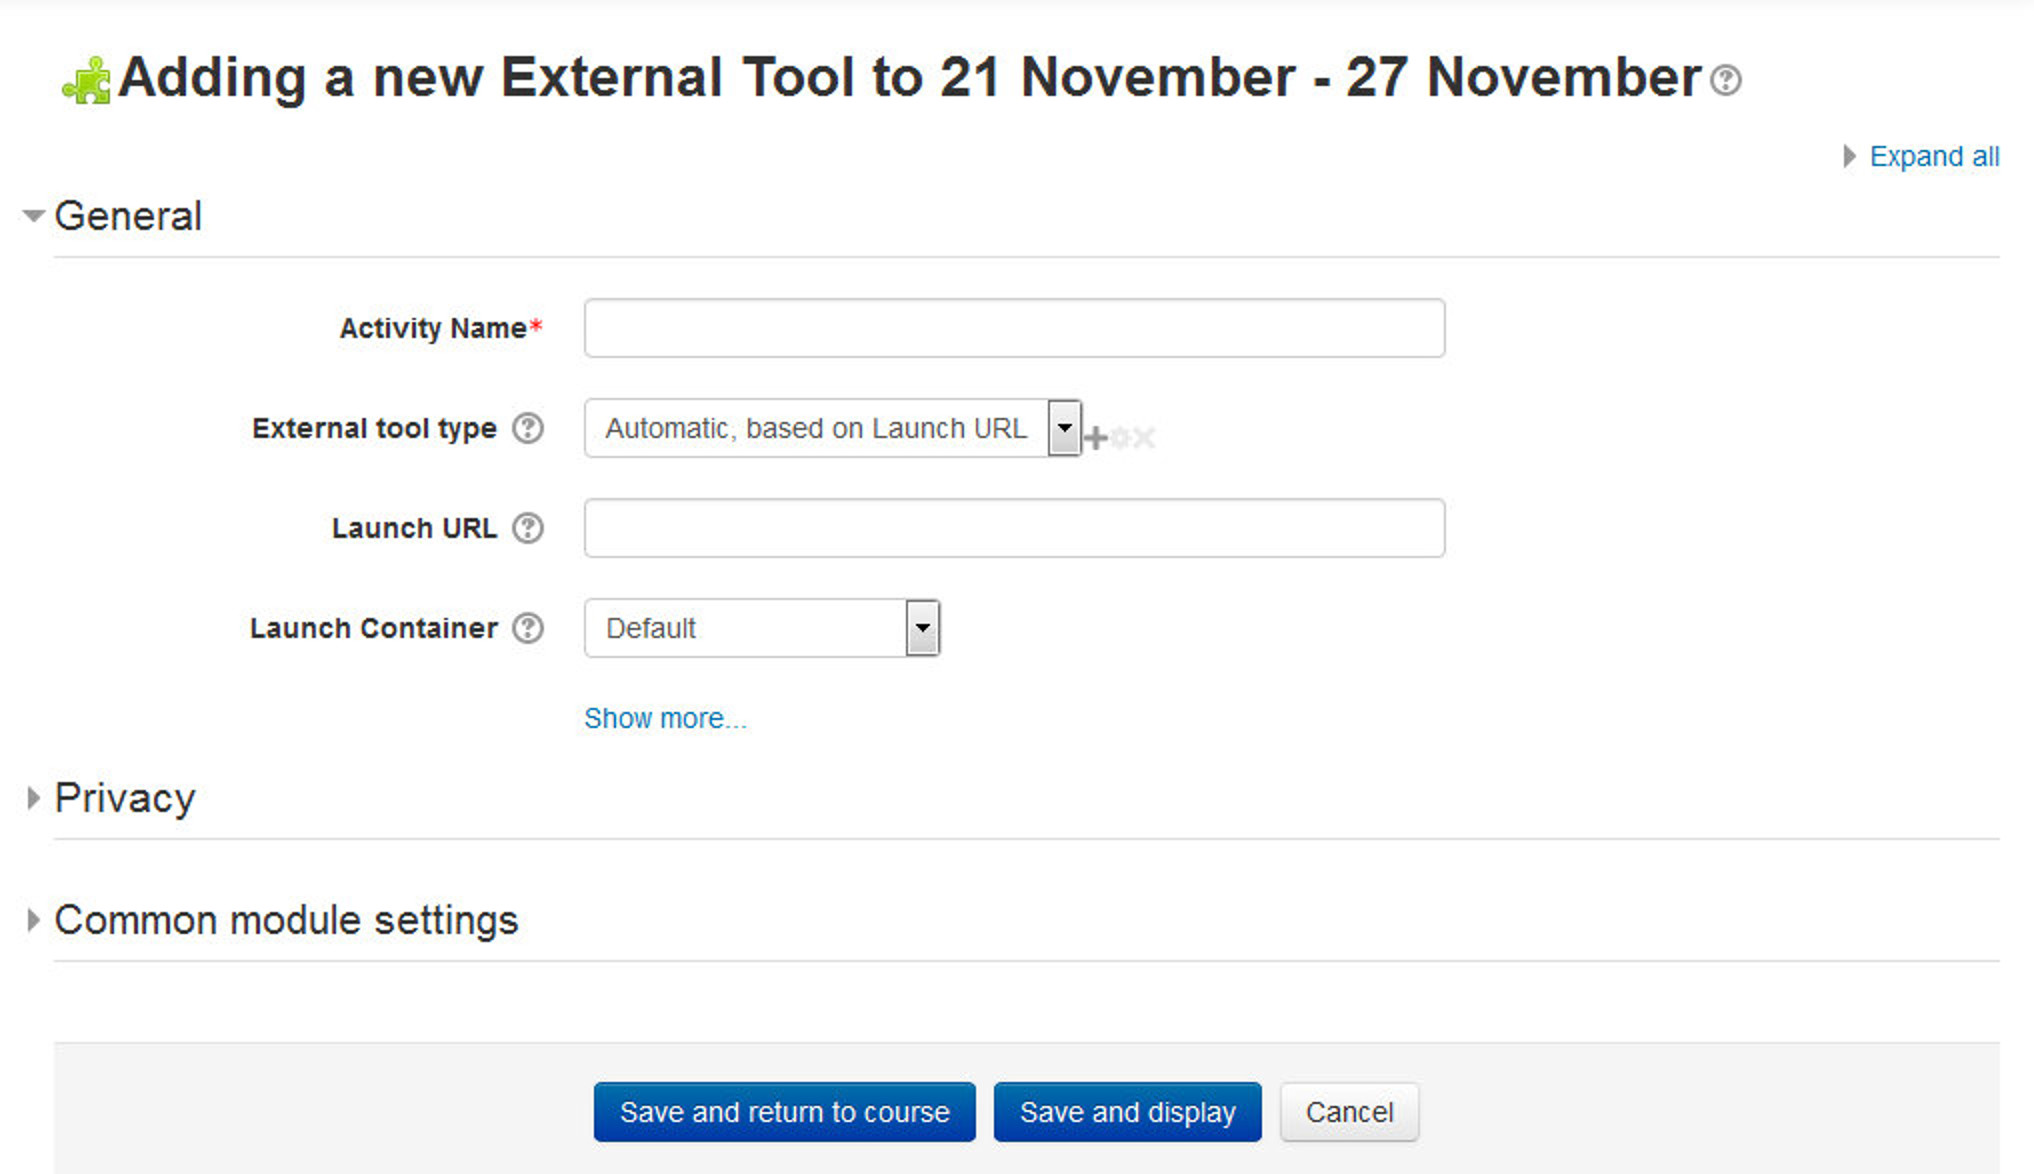 Adding a new External Tool to 21 November - 27 November
Expand all
General
Activity Name*
External tool type
Automatic, based on Launch URL
Launch URL
Launch Container
Default
Show more...
Privacy
Common module settings
Save and return to course
Save and display
Cancel